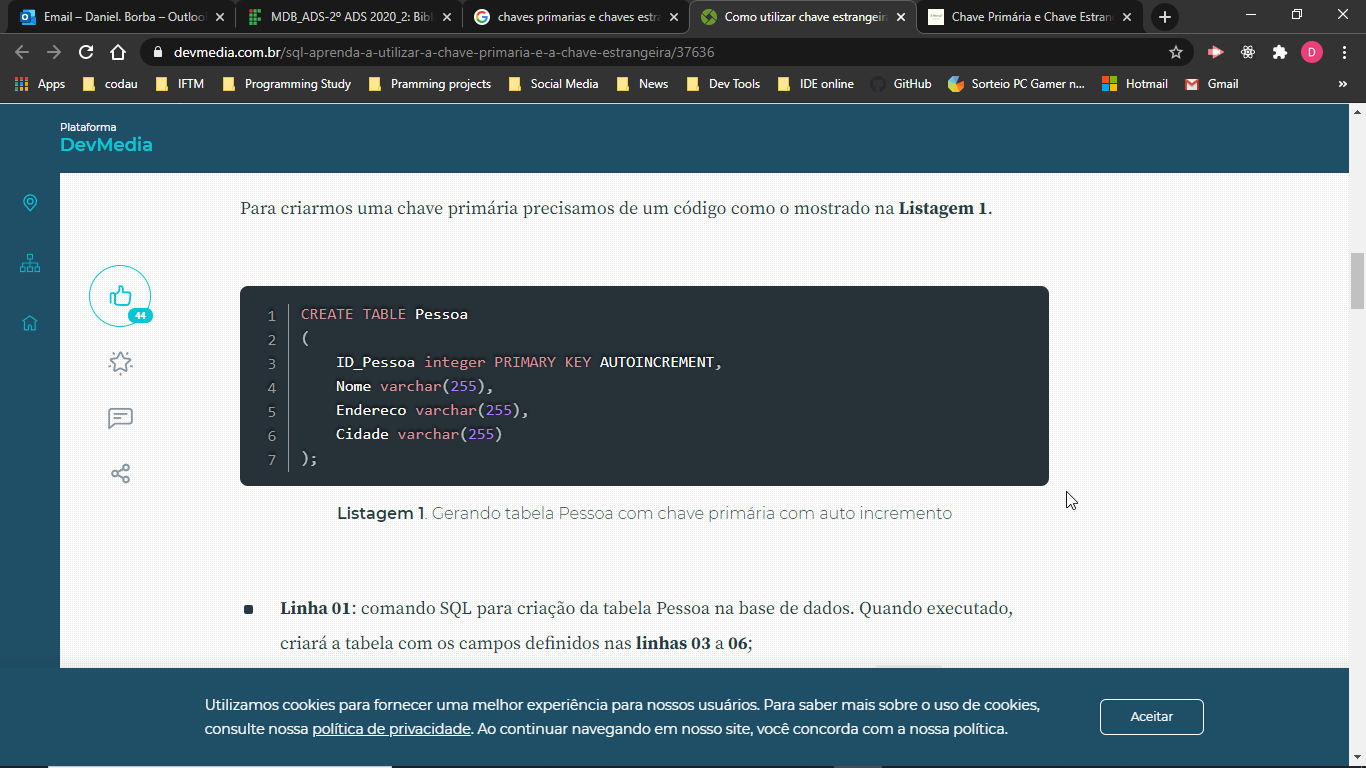 Email – Daniel. Borba – Outloo
MDB_ADS-2º ADS 2020_2: Bibl
chaves primarias e chaves estra
Como utilizar chave estrangeira
Chave Primária e Chave Estran
devmedia.com.br/sql-aprenda-a-utilizar-a-chave-primaria-e-a-chave-estrangeira/37636
D
Apps
codau
IFTM
Programming Study
Pramming projects
Social Media
News
Dev Tools
IDE online
GitHub
Sorteio PC Gamer n...
Hotmail
Gmail
»
Plataforma
DevMedia
Para criarmos uma chave primária precisamos de um código como o mostrado na Listagem 1.
44
1 CREATE TABLE Pessoa
2 (
3 ID_Pessoa integer PRIMARY KEY AUTOINCREMENT,
4 Nome varchar(255),
5 Endereco varchar(255),
6 Cidade varchar(255)
7 );
Listagem 1. Gerando tabela Pessoa com chave primária com auto incremento
Linha 01: comando SQL para criação da tabela Pessoa na base de dados. Quando executado,
criará a tabela com os campos definidos nas linhas 03 a 06;
Utilizamos cookies para fornecer uma melhor experiência para nossos usuários. Para saber mais sobre o uso de cookies,
consulte nossa política de privacidade. Ao continuar navegando em nosso site, você concorda com a nossa política.
Aceitar